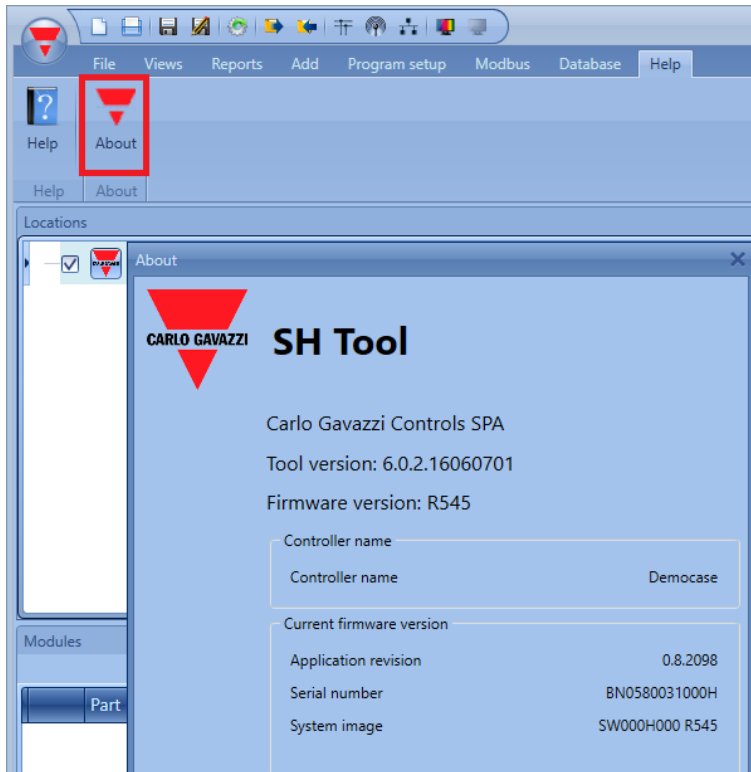 File Views Reports Add Program setup Modbus Database Help
Help About
Help About
Locations
About
CARLO GAVAZZI
SH Tool
Carlo Gavazzi Controls SPA
Tool version: 6.0.2.16060701
Firmware version: R545
Controller name
Controller name Democase
Current firmware version
Application revision 0.8.2098
Serial number BN0580031000H
System image SW000H000 R545
Modules
Part